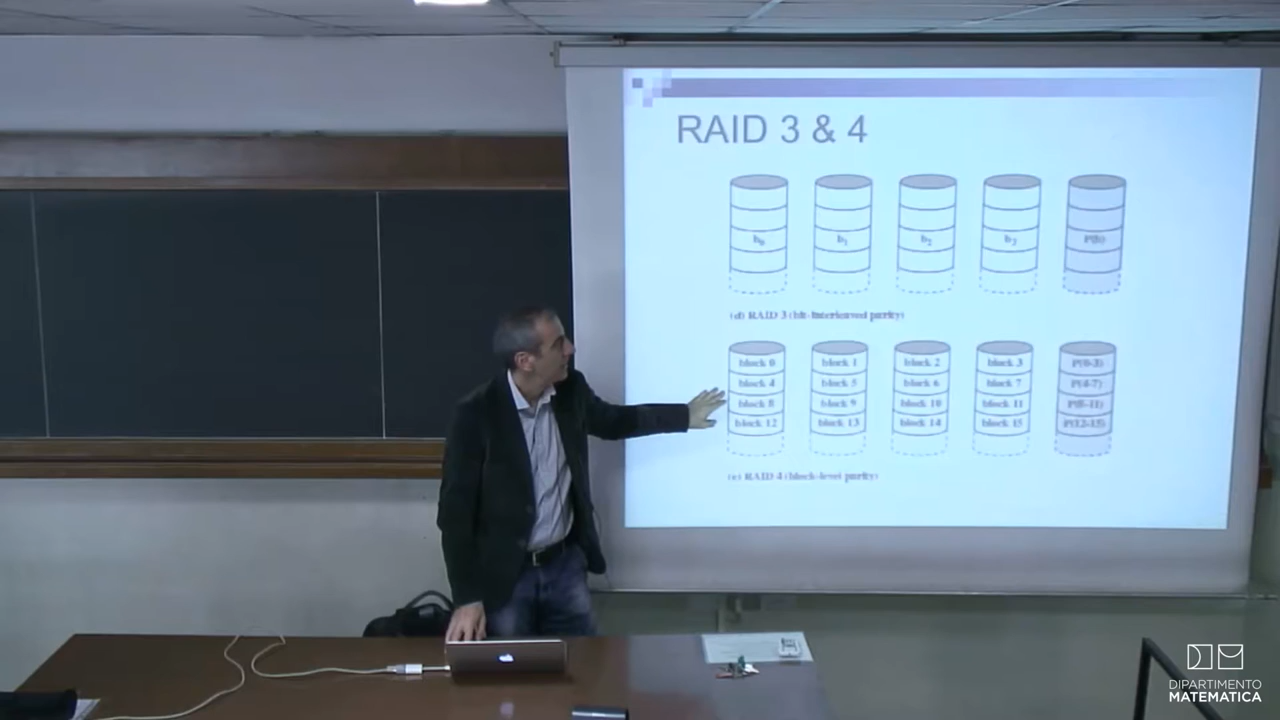 RAID 3 & 4
b0 b1 b2 b3 P(b)
(d) RAID 3 (bit-interleaved parity)
block 0 block 1 block 2 block 3 P(0-3)
block 4 block 5 block 6 block 7 P(4-7)
block 8 block 9 block 10 block 11 P(8-11)
block 12 block 13 block 14 block 15 P(12-15)
(e) RAID 4 (block-level parity)
DIPARTIMENTO
MATEMATICA